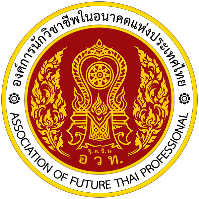 องค์การนักวิชาชีพในอนาคตแห่งประเทศไทย
อ ว ท.
ASSOCIATION OF FUTURE THAI PROFESSIONAL